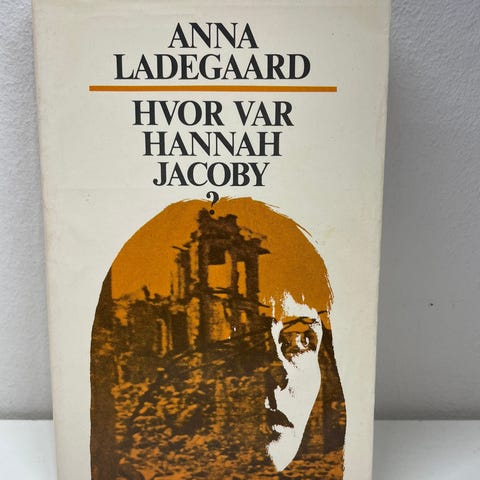 ANNA
LADEGAARD
HVOR VAR
HANNAH
JACOBY
?